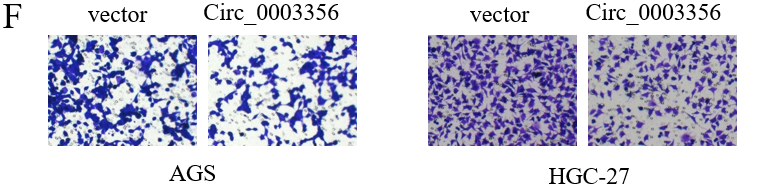 F
vector Circ_0003356 vector Circ_0003356
AGS HGC-27